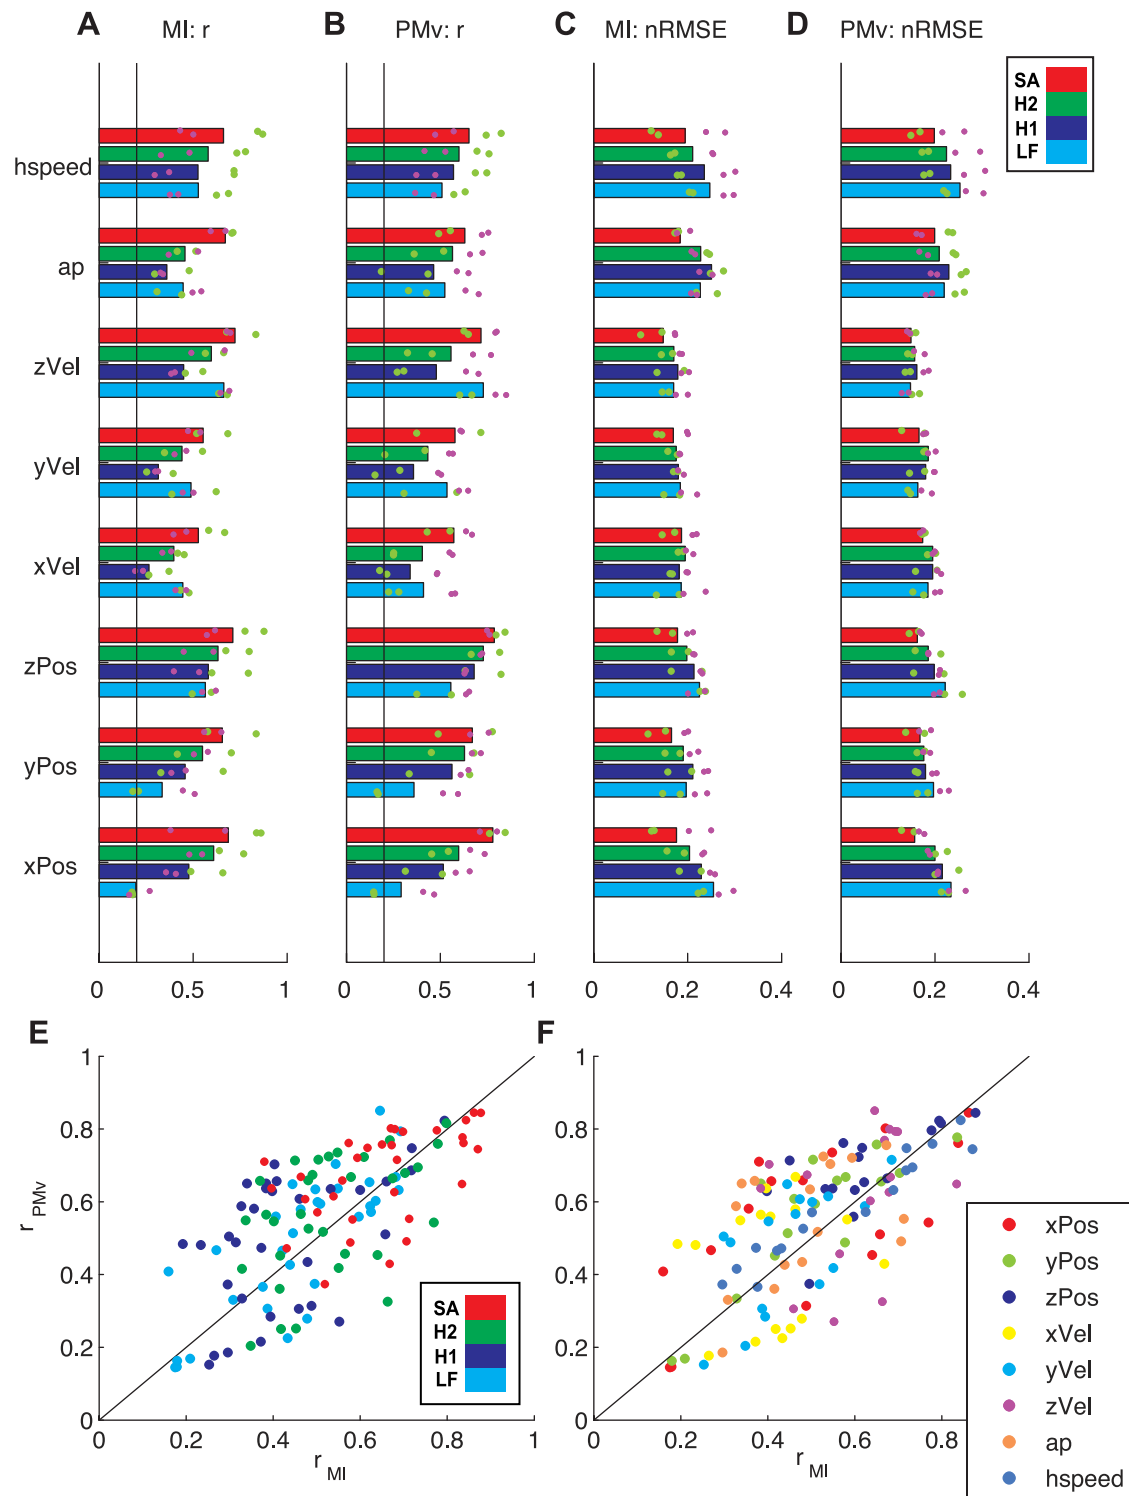 A MI: r B PMv: r C MI: nRMSE D PMv: nRMSE
SA
H2
H1
LF
hspeed
ap
zVel
yVel
xVel
zPos
yPos
xPos
0 0.5 1 0 0.5 1 0 0.2 0.4 0 0.2 0.4
E F
1 1
0.8 0.8
0.6 0.6
0.4 0.4
0.2 0.2
0 0
r PMv
SA
H2
H1
LF
xPos
yPos
zPos
xVel
yVel
zVel
ap
hspeed
0 0.2 0.4 0.6 0.8 1 0 0.2 0.4 0.6 0.8
r MI r MI